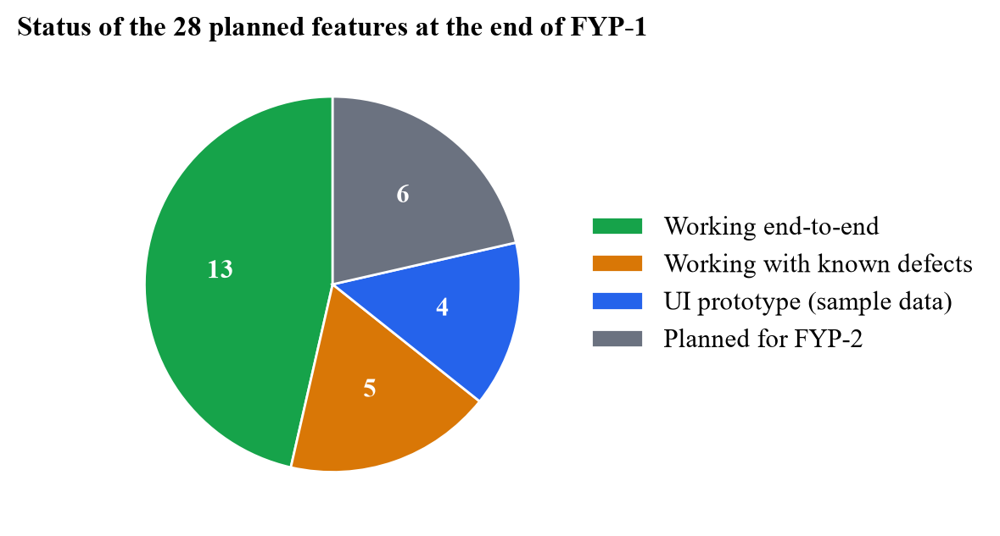 Status of the 28 planned features at the end of FYP-1
6
13
4
5
Working end-to-end
Working with known defects
UI prototype (sample data)
Planned for FYP-2